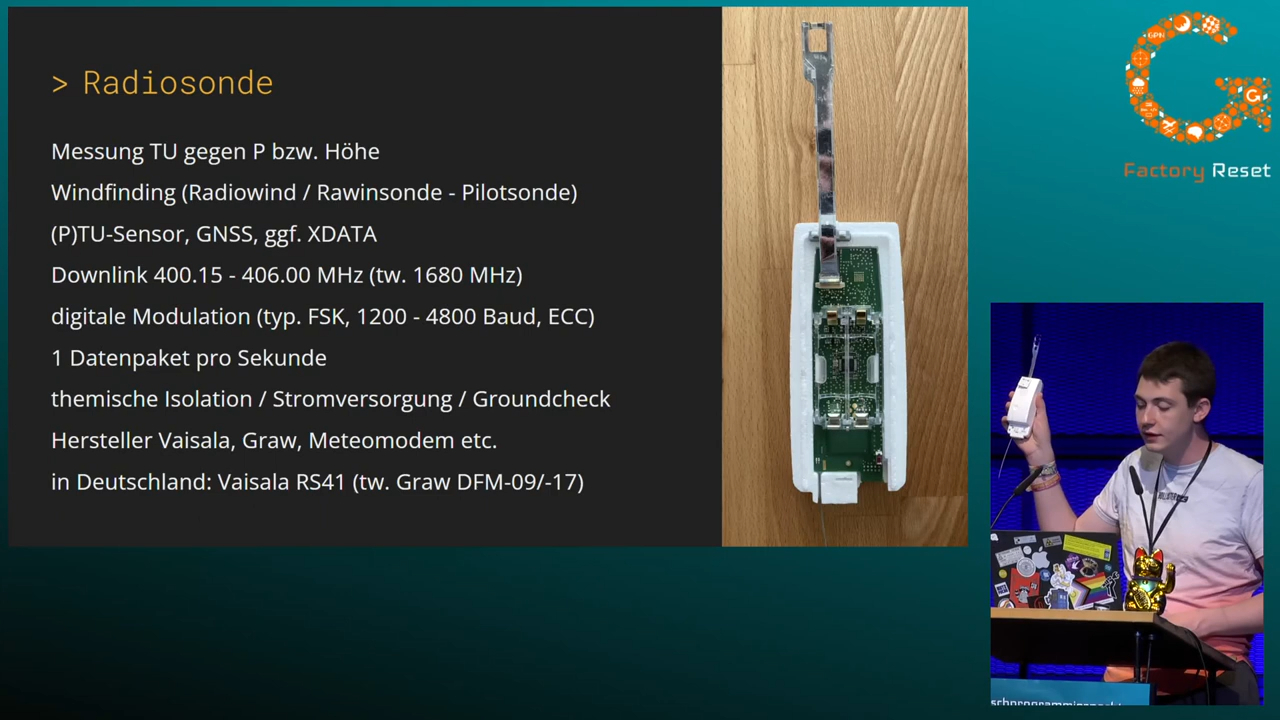 > Radiosonde
Messung TU gegen P bzw. Höhe
Windfinding (Radiowind / Rawinsonde - Pilotsonde)
(P)TU-Sensor, GNSS, ggf. XDATA
Downlink 400.15 - 406.00 MHz (tw. 1680 MHz)
digitale Modulation (typ. FSK, 1200 - 4800 Baud, ECC)
1 Datenpaket pro Sekunde
themische Isolation / Stromversorgung / Groundcheck
Hersteller Vaisala, Graw, Meteomodem etc.
in Deutschland: Vaisala RS41 (tw. Graw DFM-09/-17)
GPN
G
Factory Reset